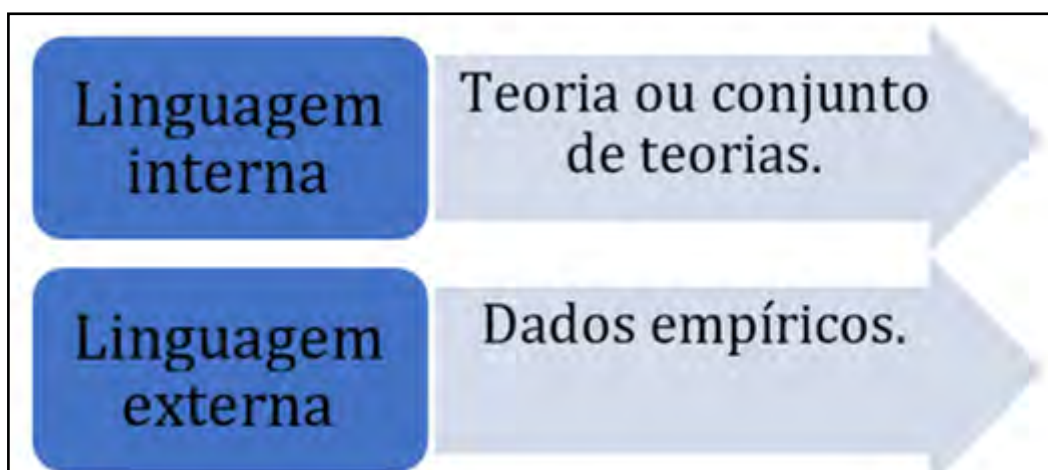 Linguagem
interna
Teoria ou conjunto
de teorias.
Linguagem
externa
Dados empíricos.